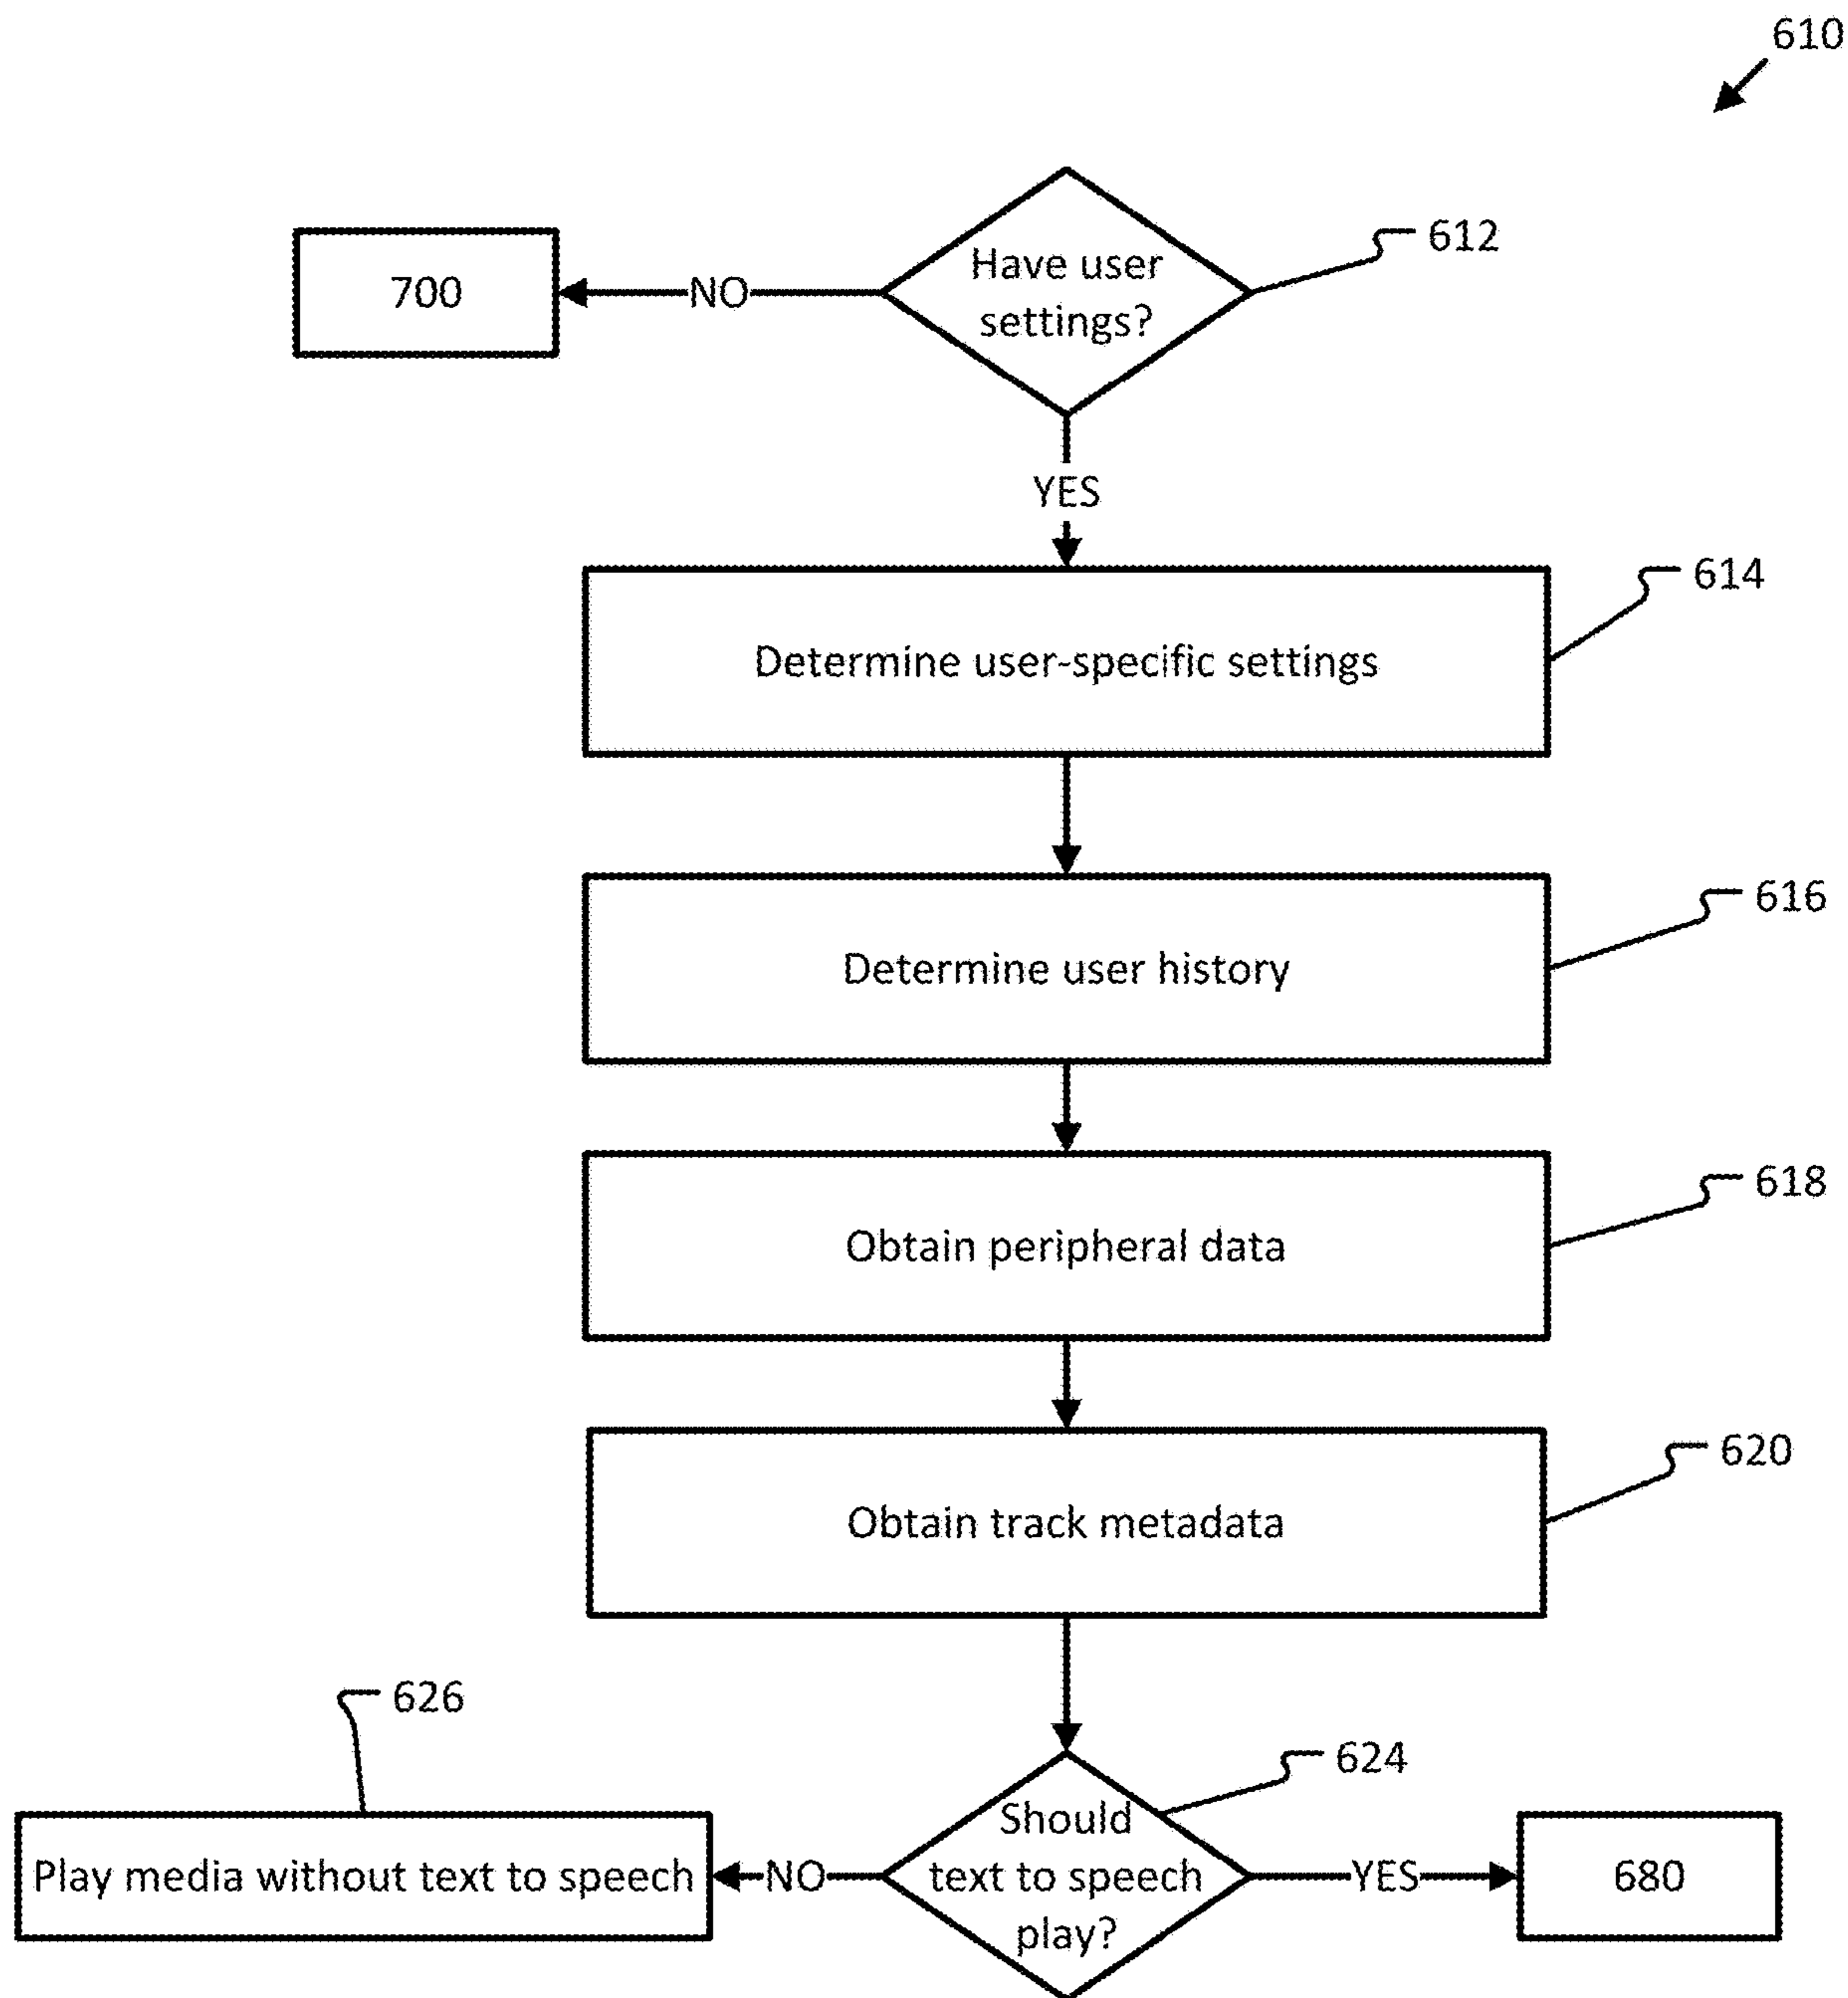 610
Have user
settings?
612
NO
700
YES
614
Determine user-specific settings
616
Determine user history
618
Obtain peripheral data
620
Obtain track metadata
626
624
Should
text to speech
play?
NO
Play media without text to speech
YES
680